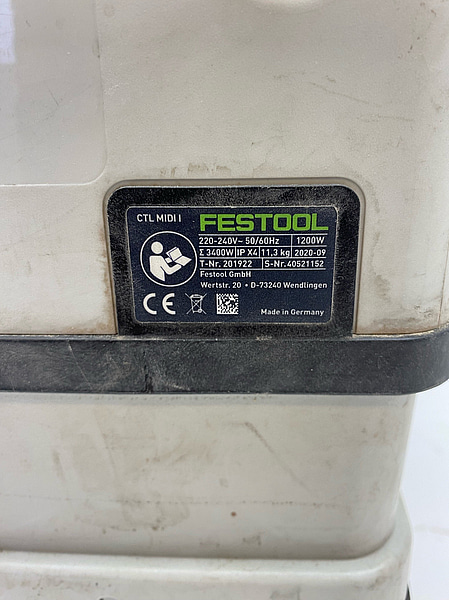 CTL MIDI I FESTOOL
220-240V~ 50/60Hz 1200W
Σ 3400W IP X4 11,3 kg 2020-09
T-Nr. 201922 S-Nr. 40521152
Festool GmbH
Wertstr. 20 • D-73240 Wendlingen
CE
Made in Germany